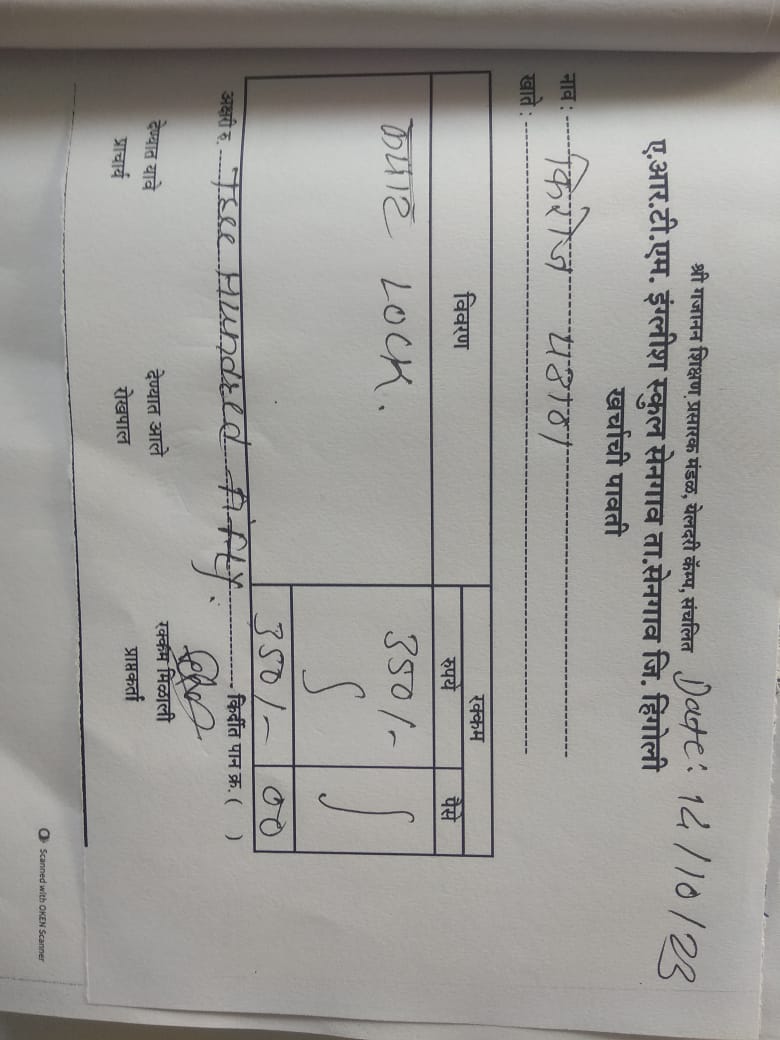 श्री गजानन शिक्षण प्रसारक मंडळ, येलदरी कॅम्प, संचलित Date: 14/10/23
ए.आर.टी.एम. इंग्लीश स्कुल सेनगाव ता.सेनगाव जि. हिंगोली
खर्चाची पावती
नाव : फिरोज पठाण
खाते :
विवरण रक्कम
रुपये पैसे
कपाट Lock. 350/-
350/- 00
अक्षरी रु. Tree Hundred Fifty. किर्दीत पान क्र. ( )
देण्यात यावे देण्यात आले रक्कम मिळाली
प्राचार्य रोखपाल प्राप्तकर्ता
Scanned with OKEN Scanner